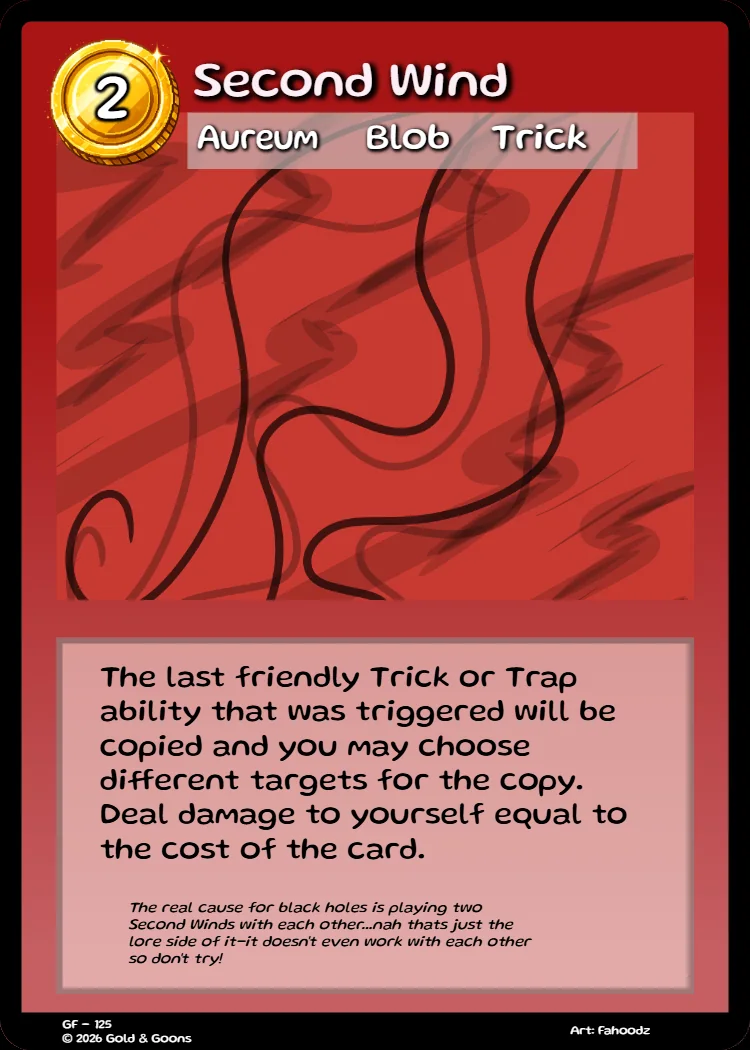 2
Second Wind
Aureum Blob Trick
The last friendly Trick or Trap
ability that was triggered will be
copied and you may choose
different targets for the copy.
Deal damage to yourself equal to
the cost of the card.
The real cause for black holes is playing two
Second Winds with each other...nah thats just the
lore side of it-it doesn't even work with each other
so don't try!
GF - 125
© 2026 Gold & Goons
Art: fahoodz